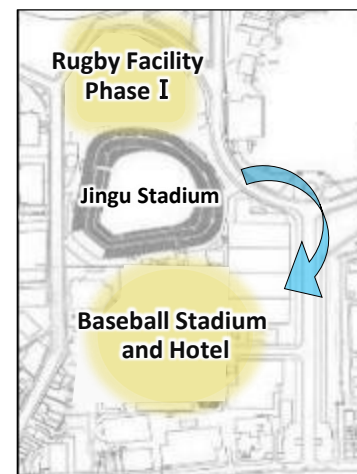 Rugby Facility
Phase Ⅰ
Jingu Stadium
Baseball Stadium
and Hotel